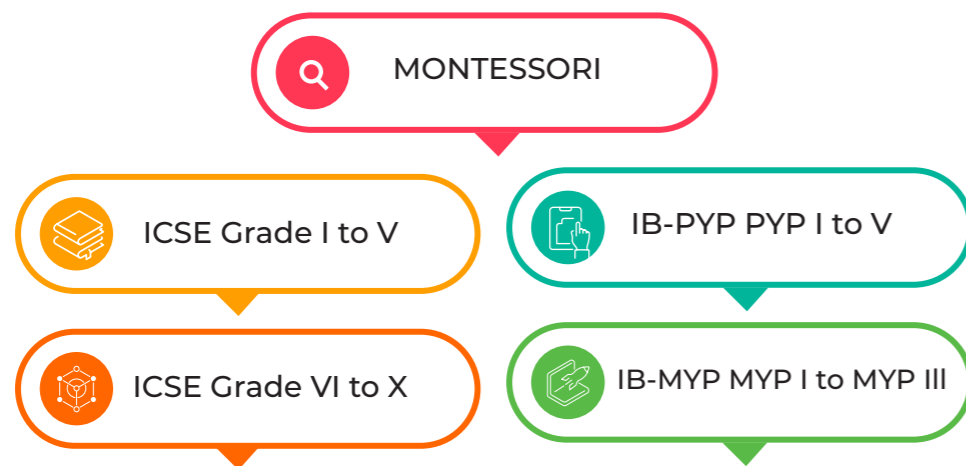 MONTESSORI
ICSE Grade I to V
IB-PYP PYP I to V
ICSE Grade VI to X
IB-MYP MYP I to MYP III